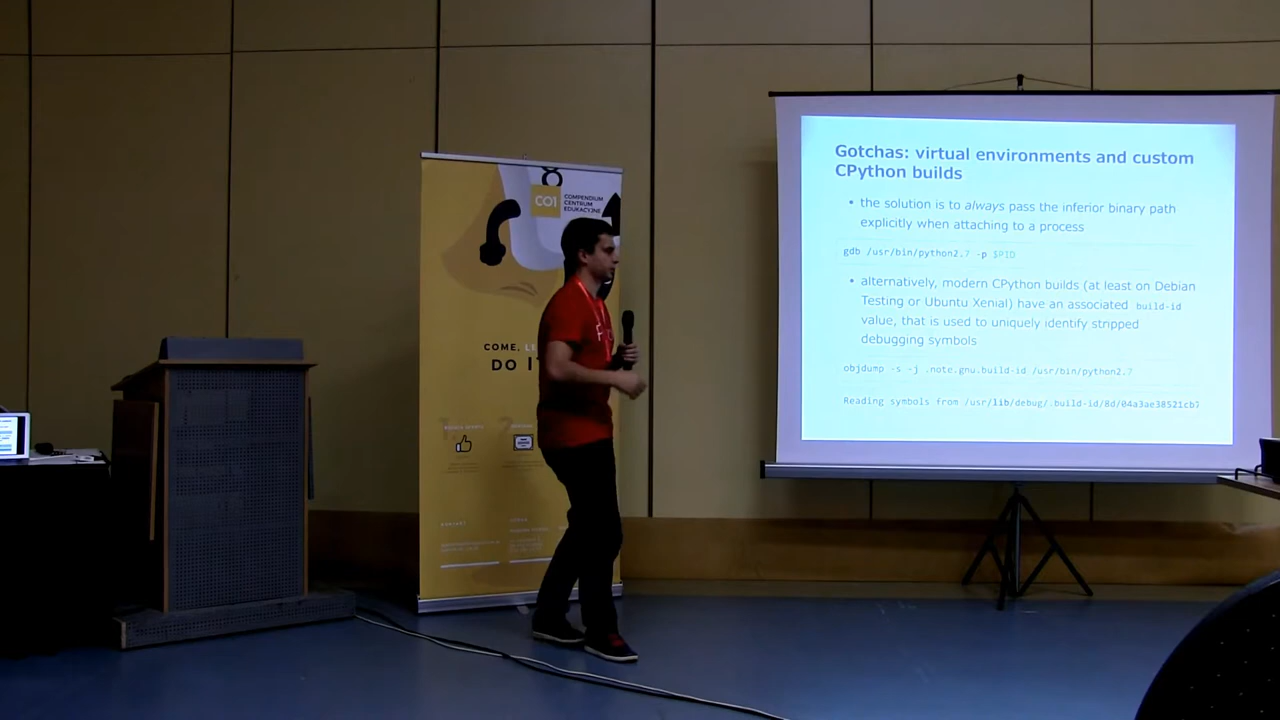 CO1
COMPENDIUM
CENTRUM
EDUKACYJNE
COME, LE
DO I
Gotchas: virtual environments and custom
CPython builds
• the solution is to always pass the inferior binary path
explicitly when attaching to a process
gdb /usr/bin/python2.7 -p $PID
• alternatively, modern CPython builds (at least on Debian
Testing or Ubuntu Xenial) have an associated build-id
value, that is used to uniquely identify stripped
debugging symbols
objdump -s -j .note.gnu.build-id /usr/bin/python2.7
Reading symbols from /usr/lib/debug/.build-id/8d/04a3ae38521cb7